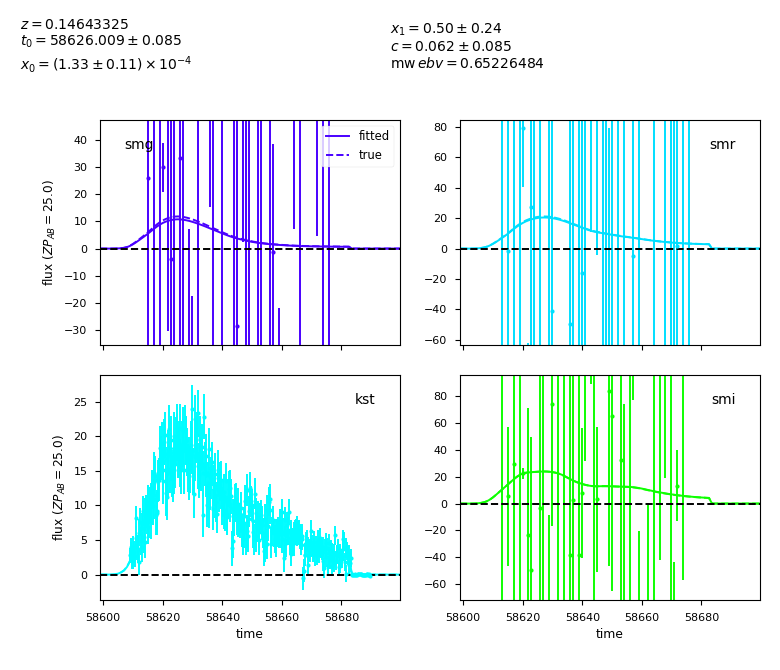 z = 0.14643325
t₀ = 58626.009 ± 0.085
x₀ = (1.33 ± 0.11) × 10⁻⁴
x₁ = 0.50 ± 0.24
c = 0.062 ± 0.085
mw ebv = 0.65226484
smg
fitted
true
40
30
20
10
0
−10
−20
−30
flux (ZP_AB = 25.0)
smr
80
60
40
20
0
−20
−40
−60
kst
25
20
15
10
5
0
flux (ZP_AB = 25.0)
58600 58620 58640 58660 58680
time
smi
80
60
40
20
0
−20
−40
−60
58600 58620 58640 58660 58680
time